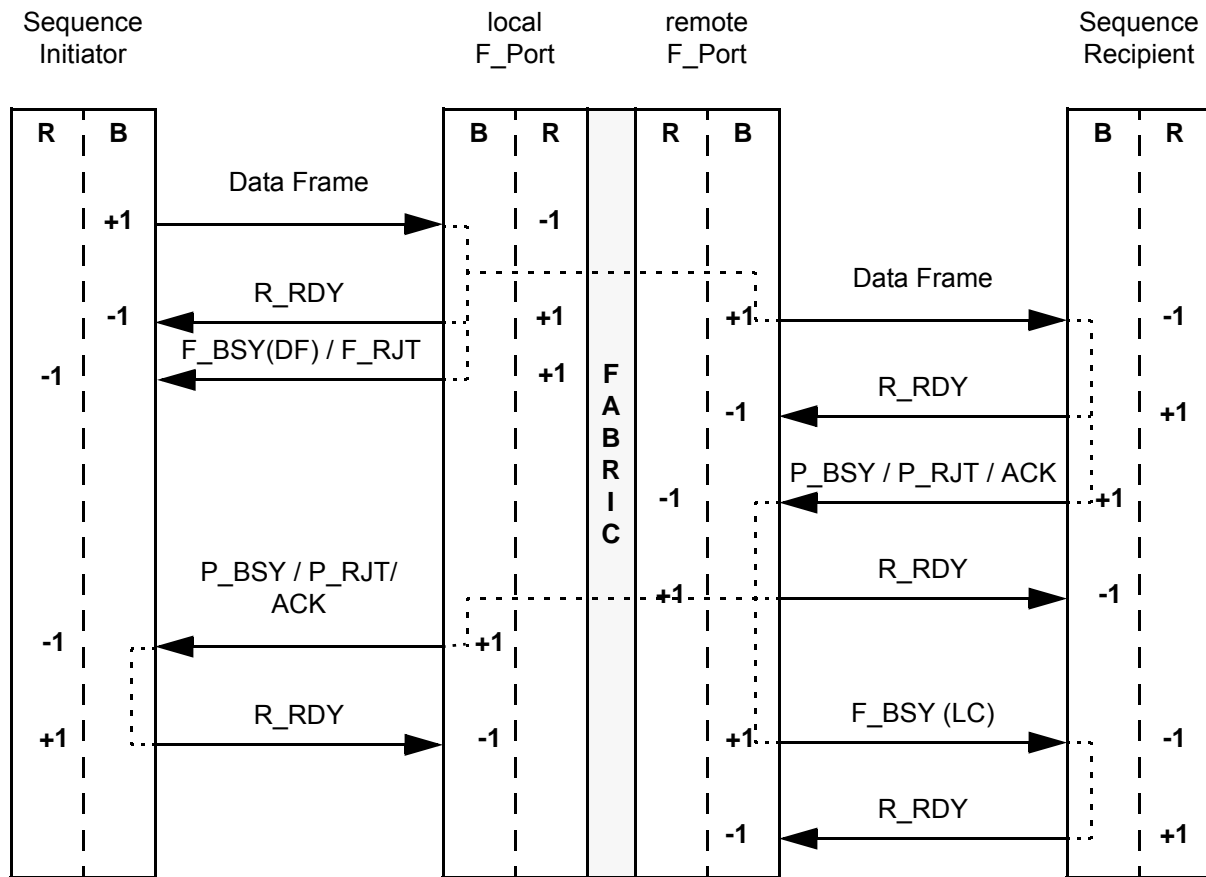 Sequence
Initiator
local
F_Port
remote
F_Port
Sequence
Recipient
R B B R R B B R
Data Frame
+1 -1
Data Frame
R_RDY
-1 +1 +1 -1
F_BSY(DF) / F_RJT
-1 +1
R_RDY
-1 +1
P_BSY / P_RJT / ACK
-1 +1
F
A
B
R
I
C
P_BSY / P_RJT/
ACK
R_RDY
+1 -1
-1 +1
R_RDY
F_BSY (LC)
+1 -1 +1 -1
R_RDY
-1 +1